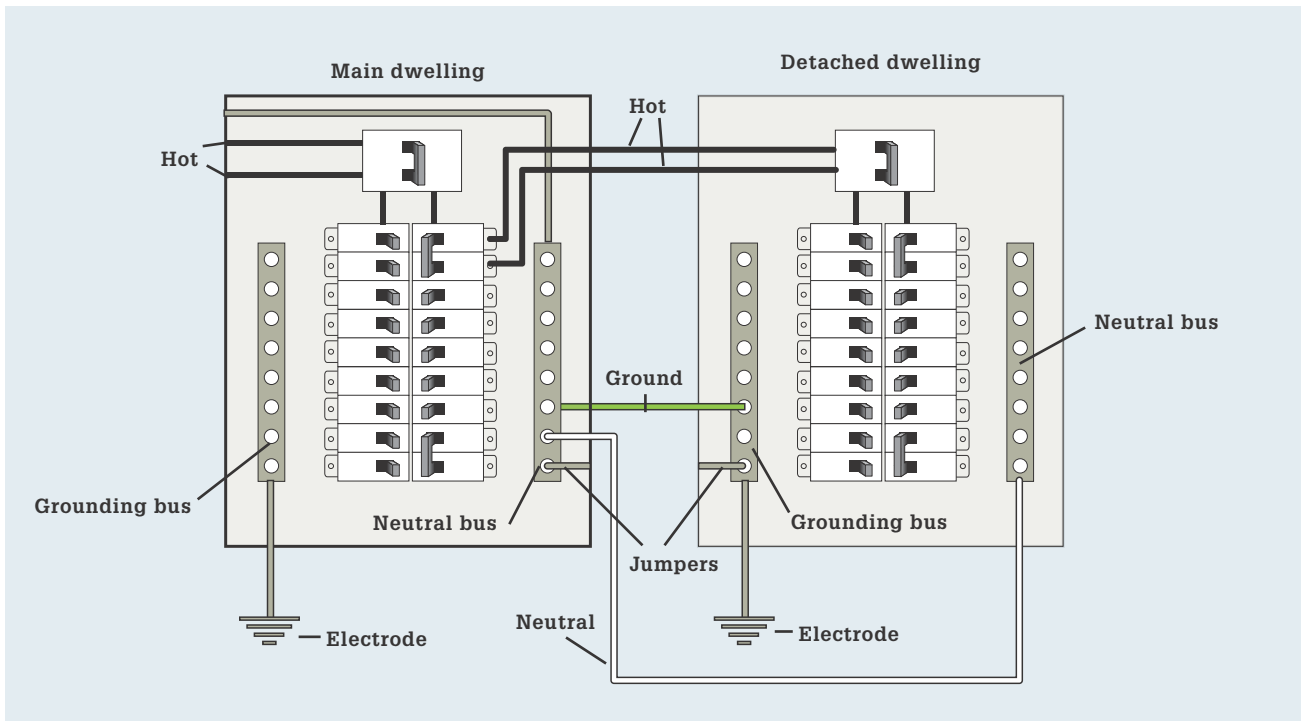 Main dwelling
Detached dwelling
Hot
Hot
Neutral bus
Ground
Grounding bus
Neutral bus
Grounding bus
Jumpers
Neutral
Electrode
Electrode